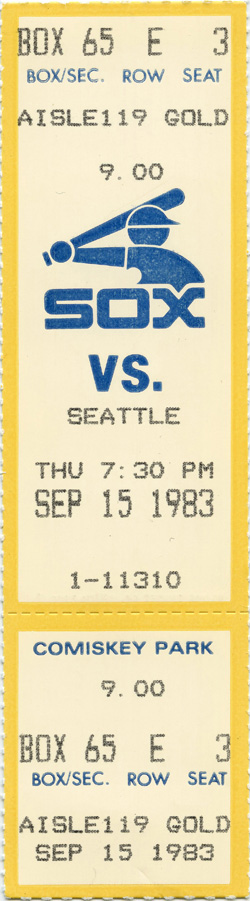 BOX 65 E 3
BOX/SEC. ROW SEAT
AISLE119 GOLD
9.00
SOX
VS.
SEATTLE
THU 7:30 PM
SEP 15 1983
1-11310
COMISKEY PARK
9.00
BOX 65 E 3
BOX/SEC. ROW SEAT
AISLE119 GOLD
SEP 15 1983